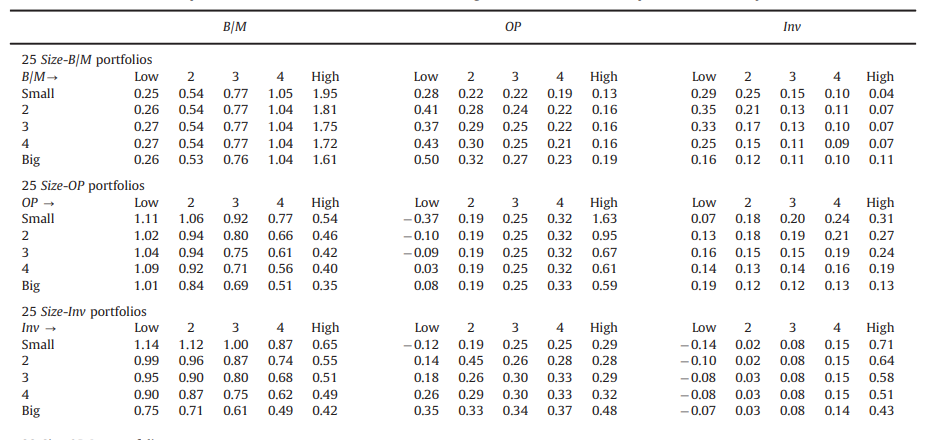 B/M OP Inv
25 Size-B/M portfolios
B/M→ Low 2 3 4 High Low 2 3 4 High Low 2 3 4 High
Small 0.25 0.54 0.77 1.05 1.95 0.28 0.22 0.22 0.19 0.13 0.29 0.25 0.15 0.10 0.04
2 0.26 0.54 0.77 1.04 1.81 0.41 0.28 0.24 0.22 0.16 0.35 0.21 0.13 0.11 0.07
3 0.27 0.54 0.77 1.04 1.75 0.37 0.29 0.25 0.22 0.16 0.33 0.17 0.13 0.10 0.07
4 0.27 0.54 0.77 1.04 1.72 0.43 0.30 0.25 0.21 0.16 0.25 0.15 0.11 0.09 0.07
Big 0.26 0.53 0.76 1.04 1.61 0.50 0.32 0.27 0.23 0.19 0.16 0.12 0.11 0.10 0.11
25 Size-OP portfolios
OP → Low 2 3 4 High Low 2 3 4 High Low 2 3 4 High
Small 1.11 1.06 0.92 0.77 0.54 −0.37 0.19 0.25 0.32 1.63 0.07 0.18 0.20 0.24 0.31
2 1.02 0.94 0.80 0.66 0.46 −0.10 0.19 0.25 0.32 0.95 0.13 0.18 0.19 0.21 0.27
3 1.04 0.94 0.75 0.61 0.42 −0.09 0.19 0.25 0.32 0.67 0.16 0.15 0.15 0.19 0.24
4 1.09 0.92 0.71 0.56 0.40 0.03 0.19 0.25 0.32 0.61 0.14 0.13 0.14 0.16 0.19
Big 1.01 0.84 0.69 0.51 0.35 0.08 0.19 0.25 0.33 0.59 0.19 0.12 0.12 0.13 0.13
25 Size-Inv portfolios
Inv → Low 2 3 4 High Low 2 3 4 High Low 2 3 4 High
Small 1.14 1.12 1.00 0.87 0.65 −0.12 0.19 0.25 0.25 0.29 −0.14 0.02 0.08 0.15 0.71
2 0.99 0.96 0.87 0.74 0.55 0.14 0.45 0.26 0.28 0.28 −0.10 0.02 0.08 0.15 0.64
3 0.95 0.90 0.80 0.68 0.51 0.18 0.26 0.30 0.33 0.29 −0.08 0.03 0.08 0.15 0.58
4 0.90 0.87 0.75 0.62 0.49 0.26 0.29 0.30 0.33 0.32 −0.08 0.03 0.08 0.15 0.51
Big 0.75 0.71 0.61 0.49 0.42 0.35 0.33 0.34 0.37 0.48 −0.07 0.03 0.08 0.14 0.43